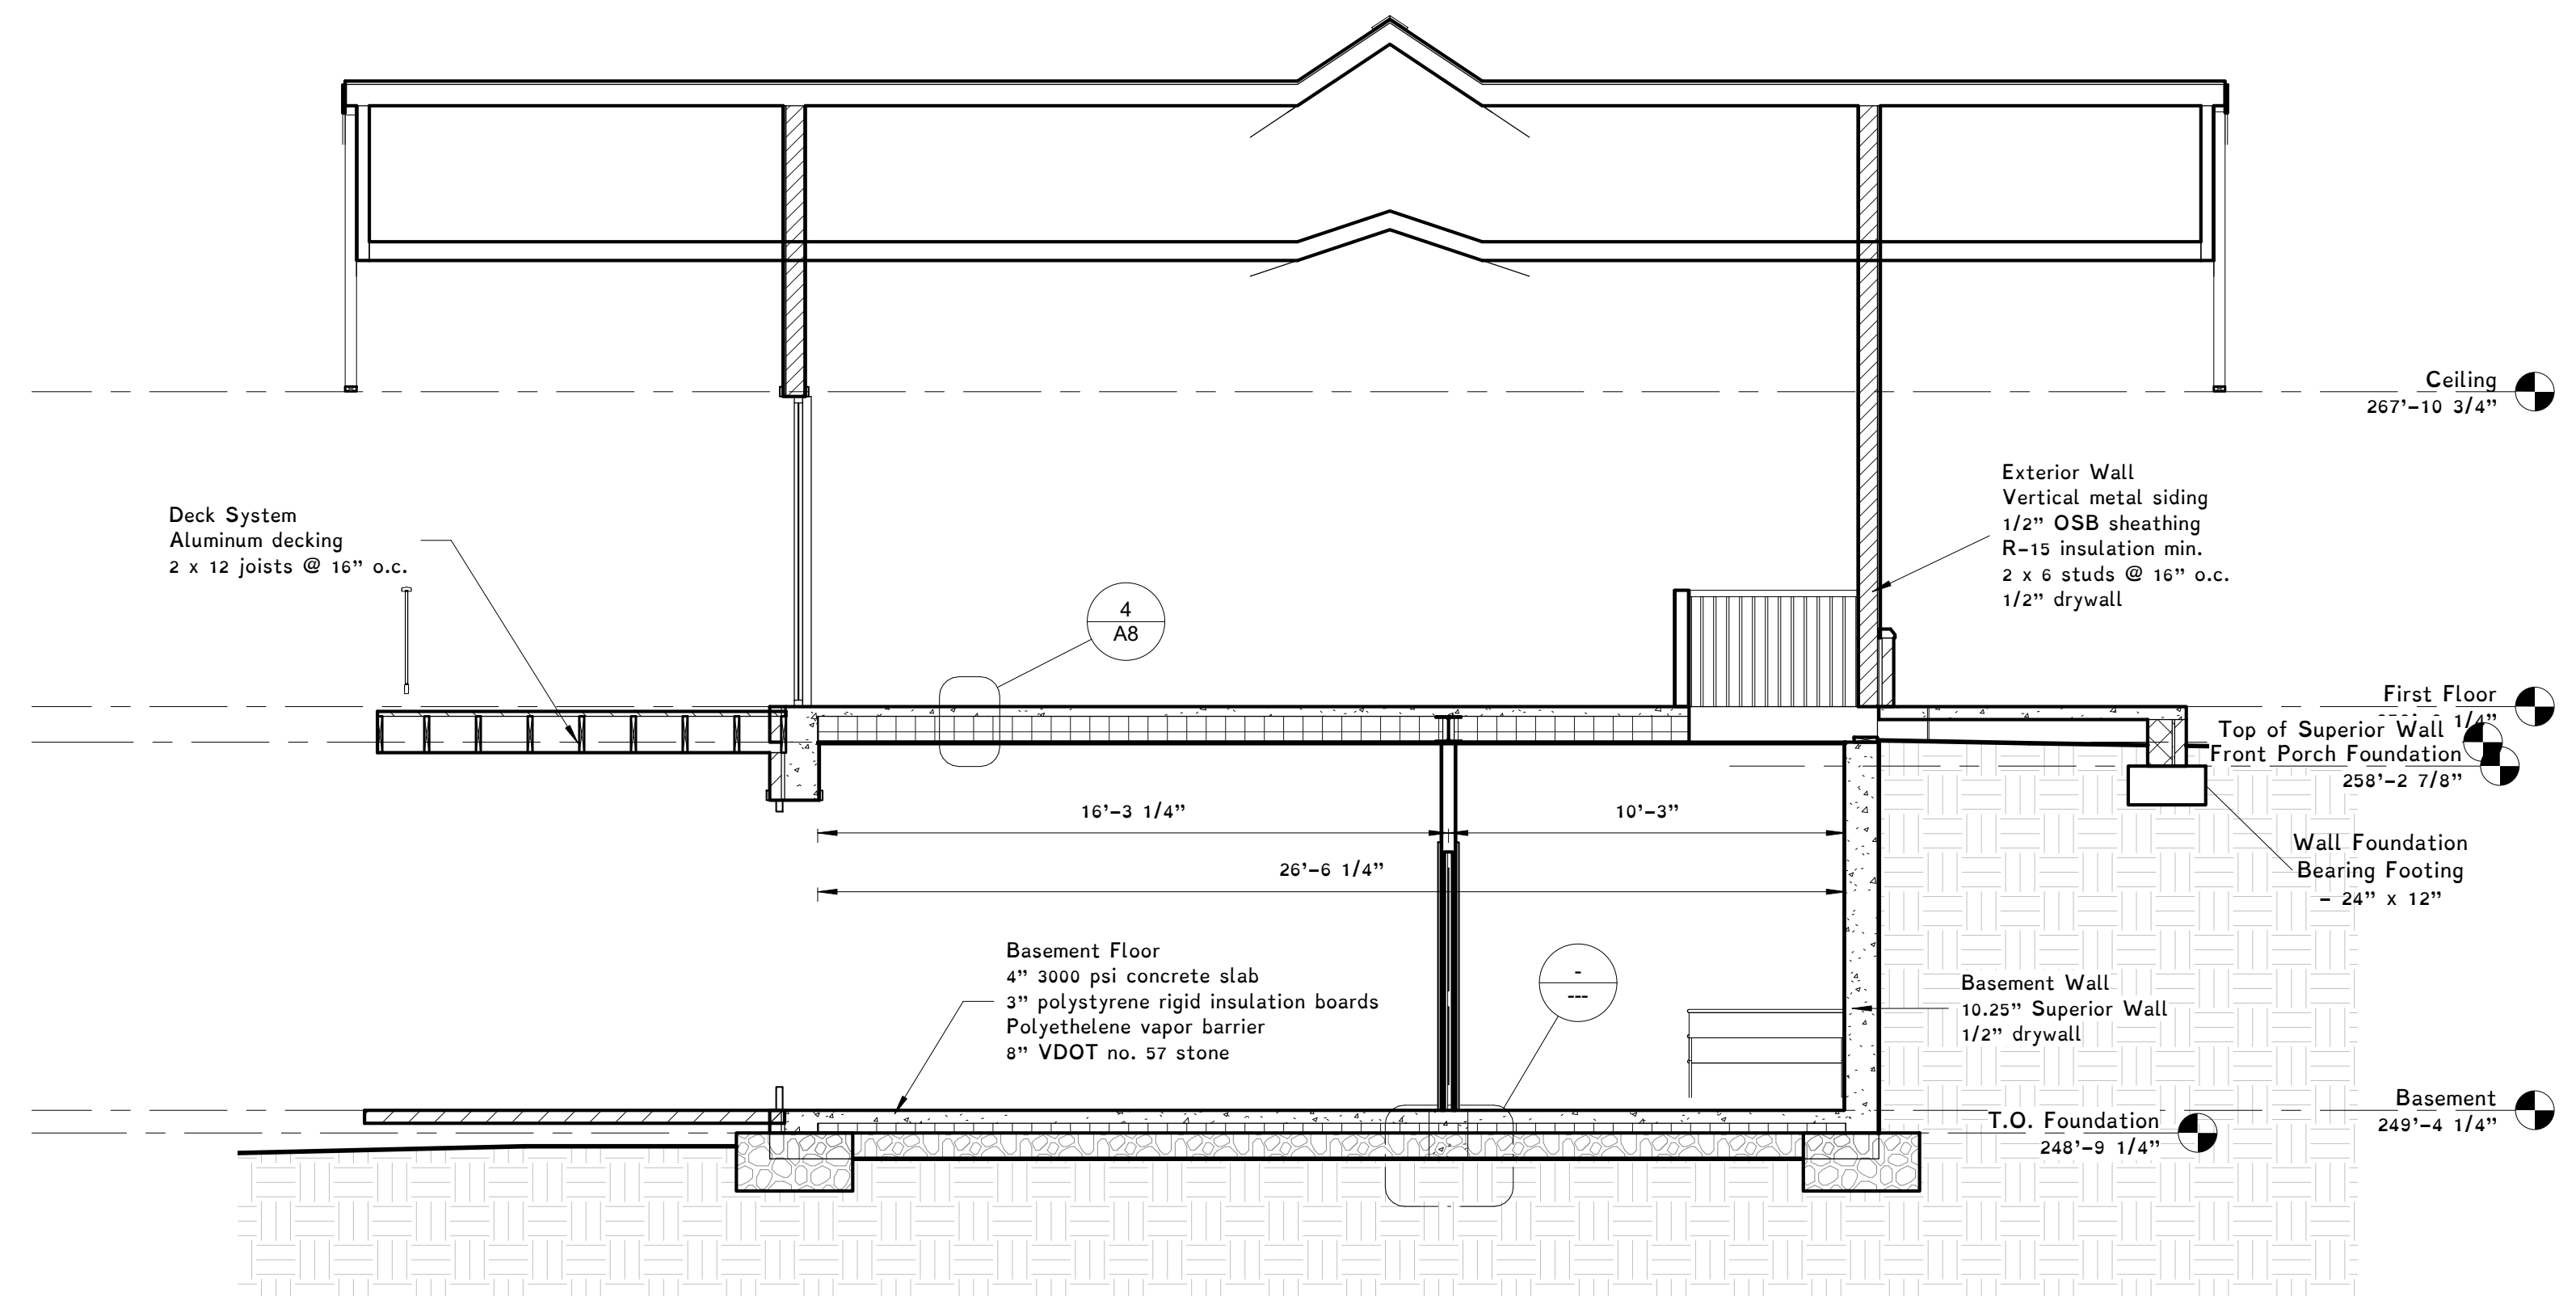 Ceiling
267'-10 3/4"
Exterior Wall
Vertical metal siding
1/2" OSB sheathing
R-15 insulation min.
2 x 6 studs @ 16" o.c.
1/2" drywall
Deck System
Aluminum decking
2 x 12 joists @ 16" o.c.
4
A8
First Floor
1/4"
Top of Superior Wall
Front Porch Foundation
258'-2 7/8"
16'-3 1/4"
10'-3"
26'-6 1/4"
Wall Foundation
Bearing Footing
- 24" x 12"
Basement Floor
4" 3000 psi concrete slab
3" polystyrene rigid insulation boards
Polyethelene vapor barrier
8" VDOT no. 57 stone
-
---
Basement Wall
10.25" Superior Wall
1/2" drywall
Basement
249'-4 1/4"
T.O. Foundation
248'-9 1/4"